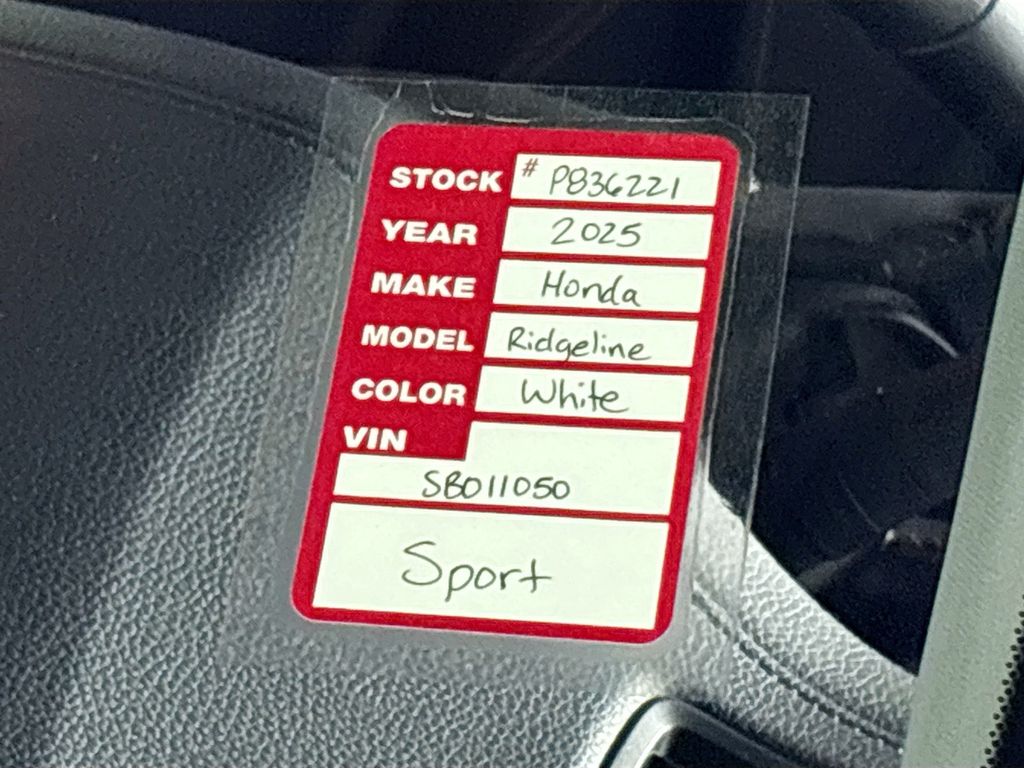 STOCK # P836221
YEAR 2025
MAKE Honda
MODEL Ridgeline
COLOR White
VIN
SB011050
Sport